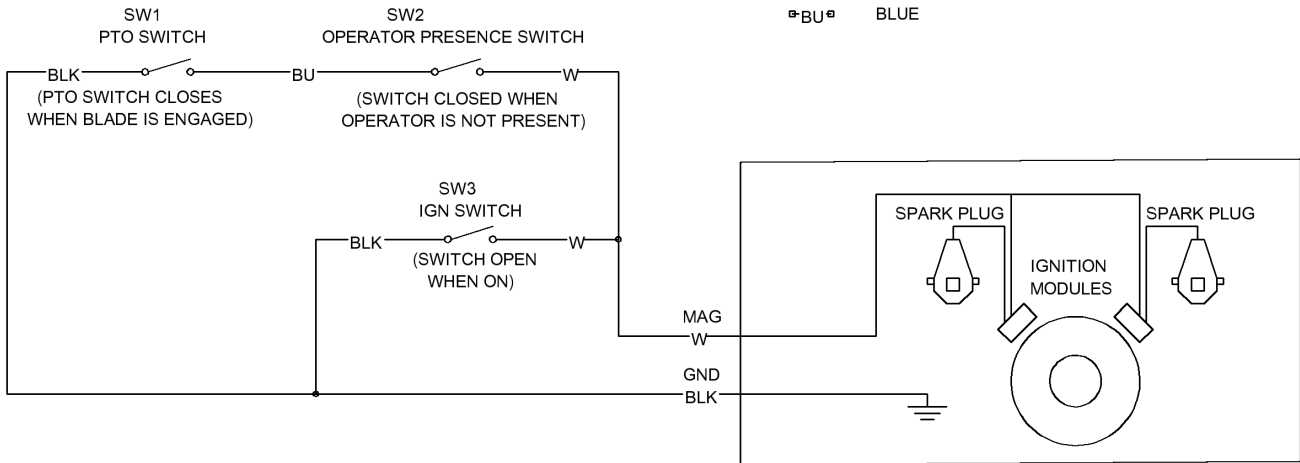 SW1
PTO SWITCH
SW2
OPERATOR PRESENCE SWITCH
BU BLUE
BLK
BU
W
(PTO SWITCH CLOSES
WHEN BLADE IS ENGAGED)
(SWITCH CLOSED WHEN
OPERATOR IS NOT PRESENT)
SW3
IGN SWITCH
BLK
W
(SWITCH OPEN
WHEN ON)
SPARK PLUG
SPARK PLUG
IGNITION
MODULES
MAG
W
GND
BLK